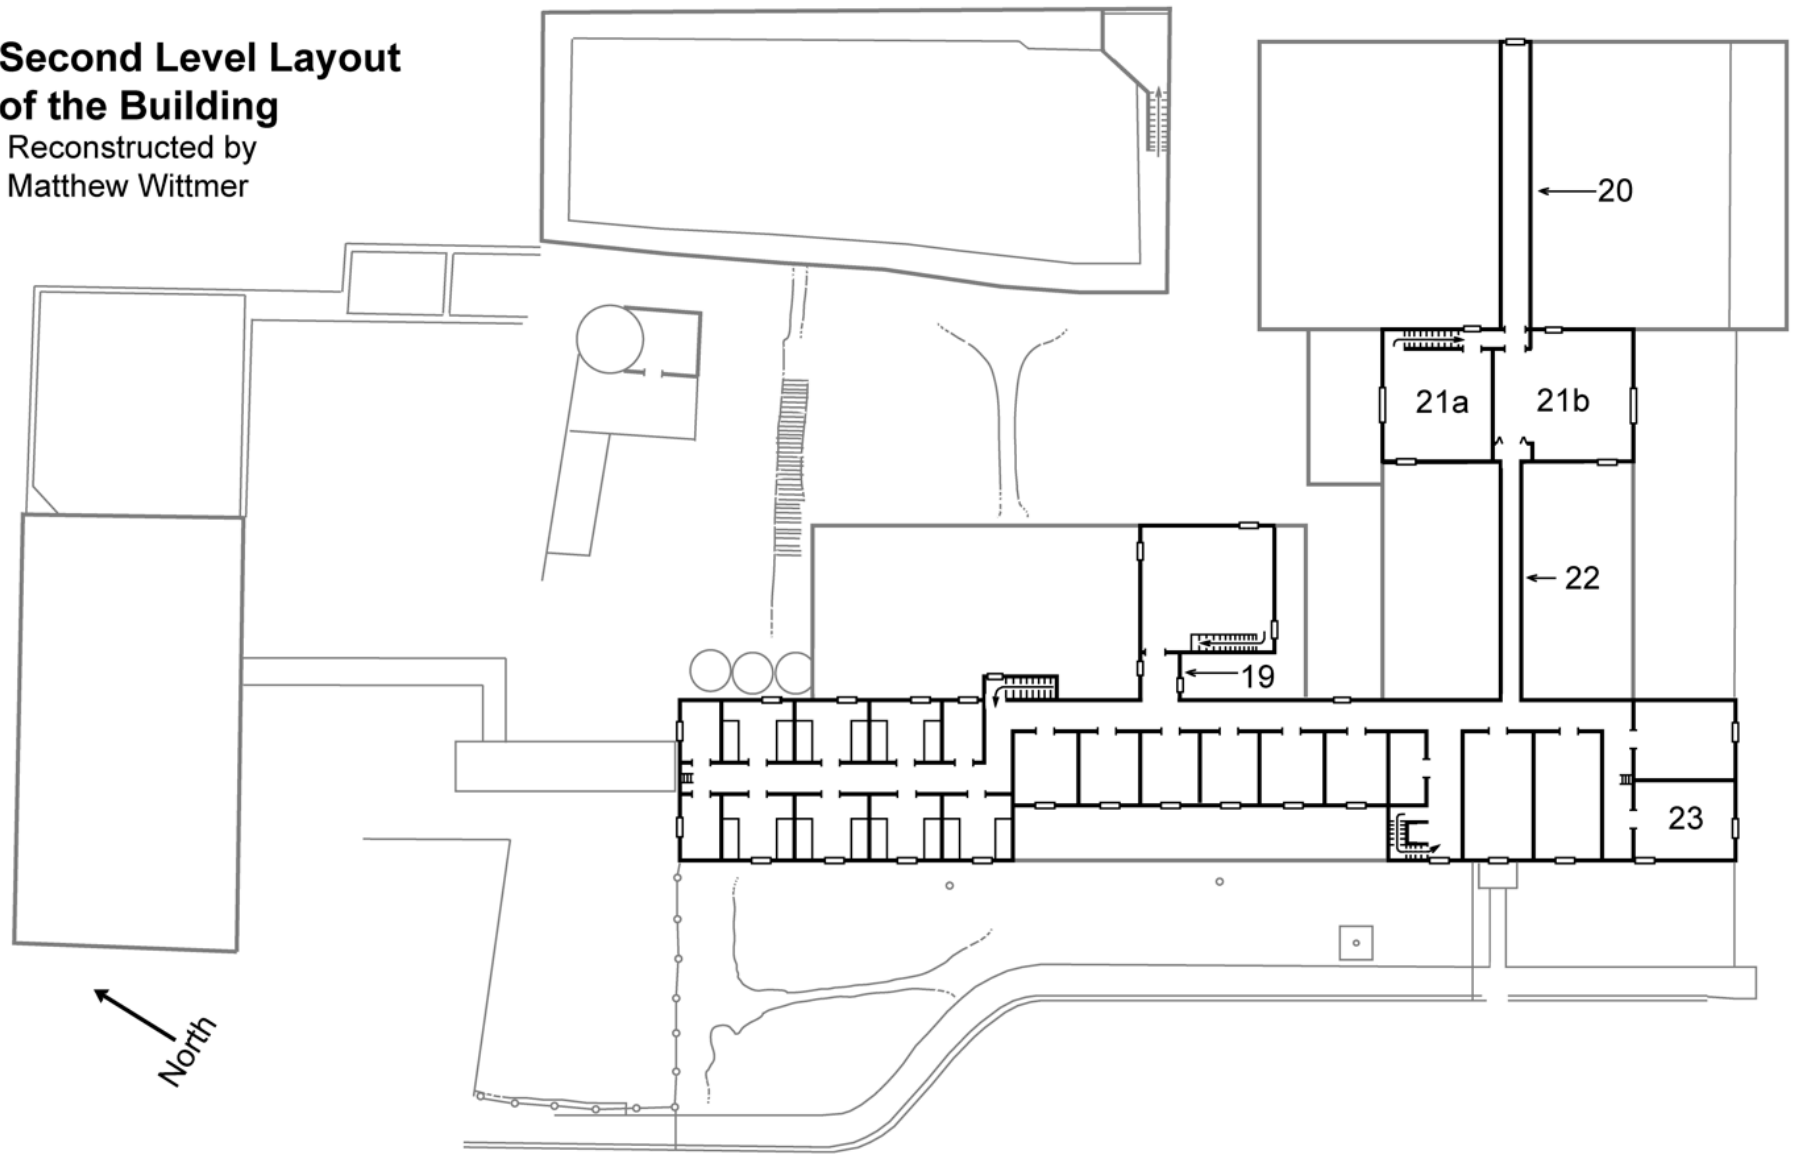 Second Level Layout
of the Building
Reconstructed by
Matthew Wittmer
20
21a
21b
22
19
23
North